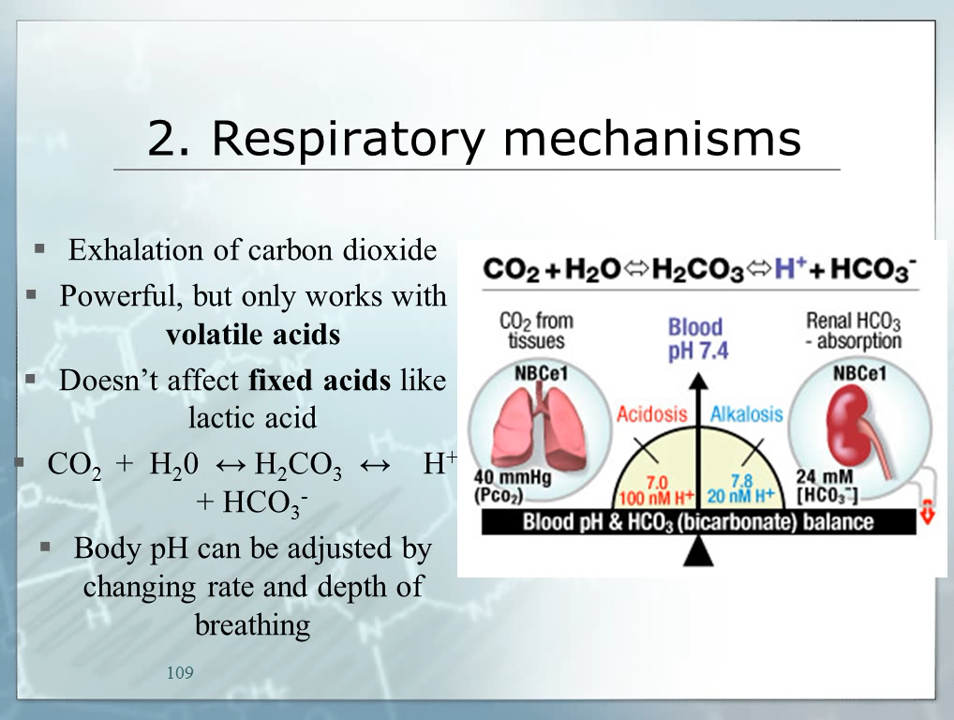 2. Respiratory mechanisms
▪ Exhalation of carbon dioxide
▪ Powerful, but only works with
volatile acids
▪ Doesn’t affect fixed acids like
lactic acid
▪ CO₂ + H₂0 ↔ H₂CO₃ ↔ H⁺
+ HCO₃⁻
▪ Body pH can be adjusted by
changing rate and depth of
breathing
109
CO₂ + H₂O ⇔ H₂CO₃ ⇔ H⁺ + HCO₃⁻
CO₂ from
tissues
NBCe1
40 mmHg
(Pco₂)
Blood
pH 7.4
Acidosis
Alkalosis
7.0
100 nM H⁺
7.8
20 nM H⁺
Renal HCO₃
- absorption
NBCe1
24 mM
[HCO₃⁻]
Blood pH & HCO₃ (bicarbonate) balance